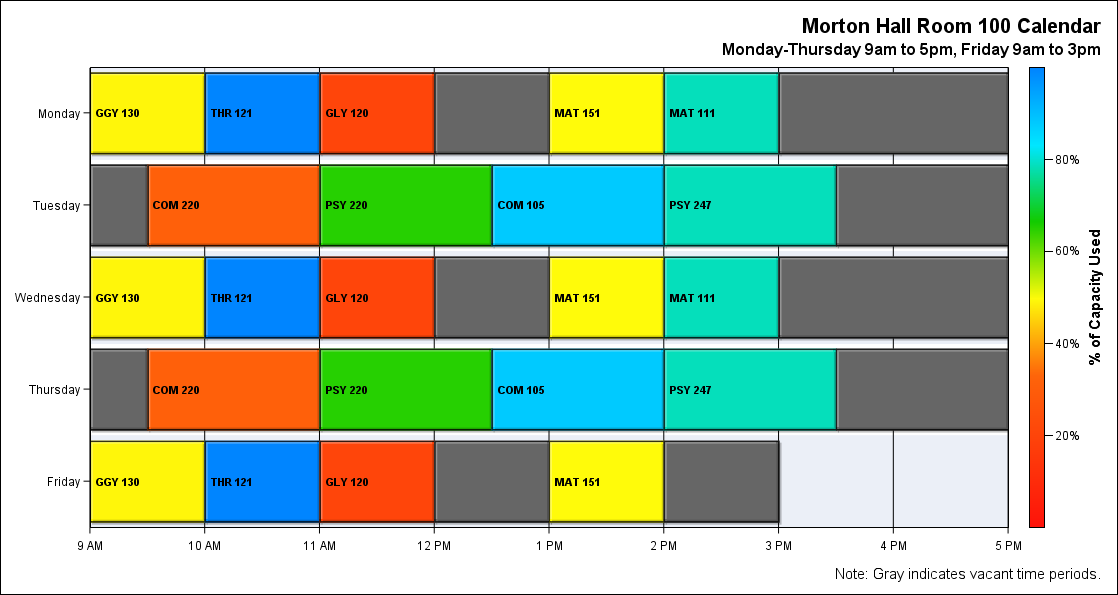 Morton Hall Room 100 Calendar
Monday-Thursday 9am to 5pm, Friday 9am to 3pm
Monday
GGY 130
THR 121
GLY 120
MAT 151
MAT 111
Tuesday
COM 220
PSY 220
COM 105
PSY 247
Wednesday
GGY 130
THR 121
GLY 120
MAT 151
MAT 111
Thursday
COM 220
PSY 220
COM 105
PSY 247
Friday
GGY 130
THR 121
GLY 120
MAT 151
9 AM
10 AM
11 AM
12 PM
1 PM
2 PM
3 PM
4 PM
5 PM
80%
60%
40%
20%
% of Capacity Used
Note: Gray indicates vacant time periods.